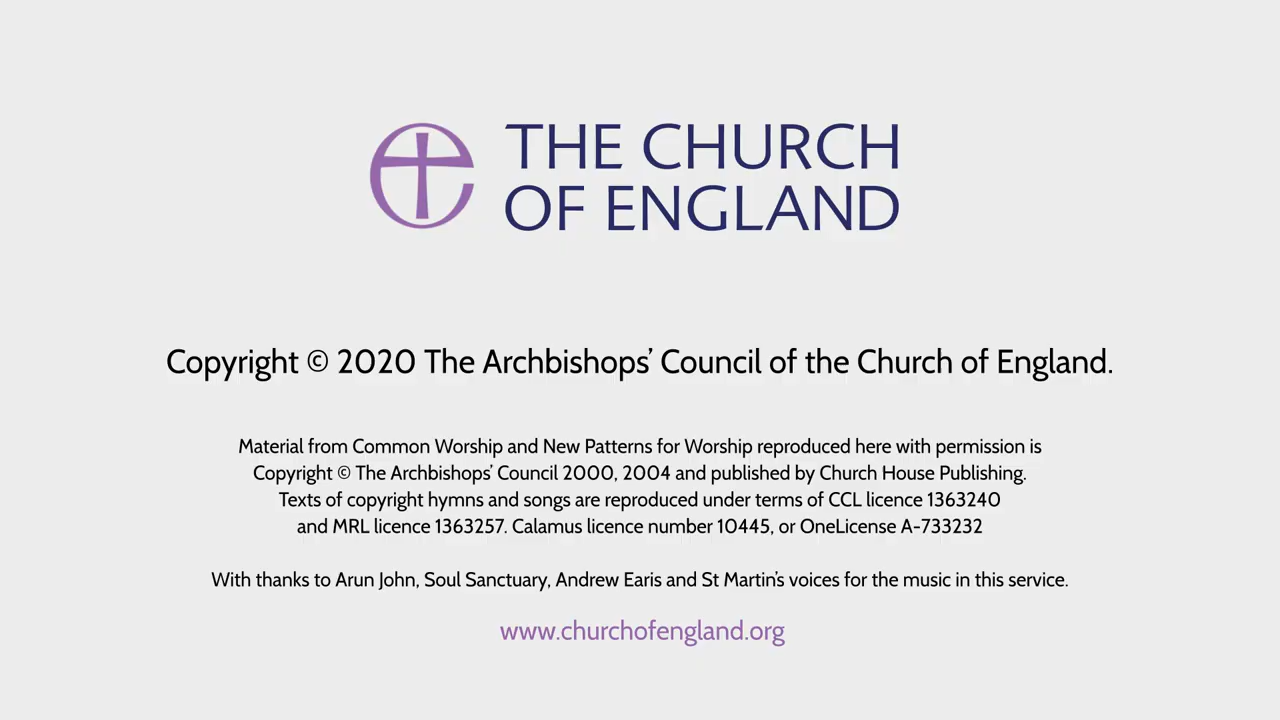 THE CHURCH
OF ENGLAND
Copyright © 2020 The Archbishops’ Council of the Church of England.
Material from Common Worship and New Patterns for Worship reproduced here with permission is
Copyright © The Archbishops’ Council 2000, 2004 and published by Church House Publishing.
Texts of copyright hymns and songs are reproduced under terms of CCL licence 1363240
and MRL licence 1363257. Calamus licence number 10445, or OneLicense A-733232
With thanks to Arun John, Soul Sanctuary, Andrew Earis and St Martin’s voices for the music in this service.
www.churchofengland.org